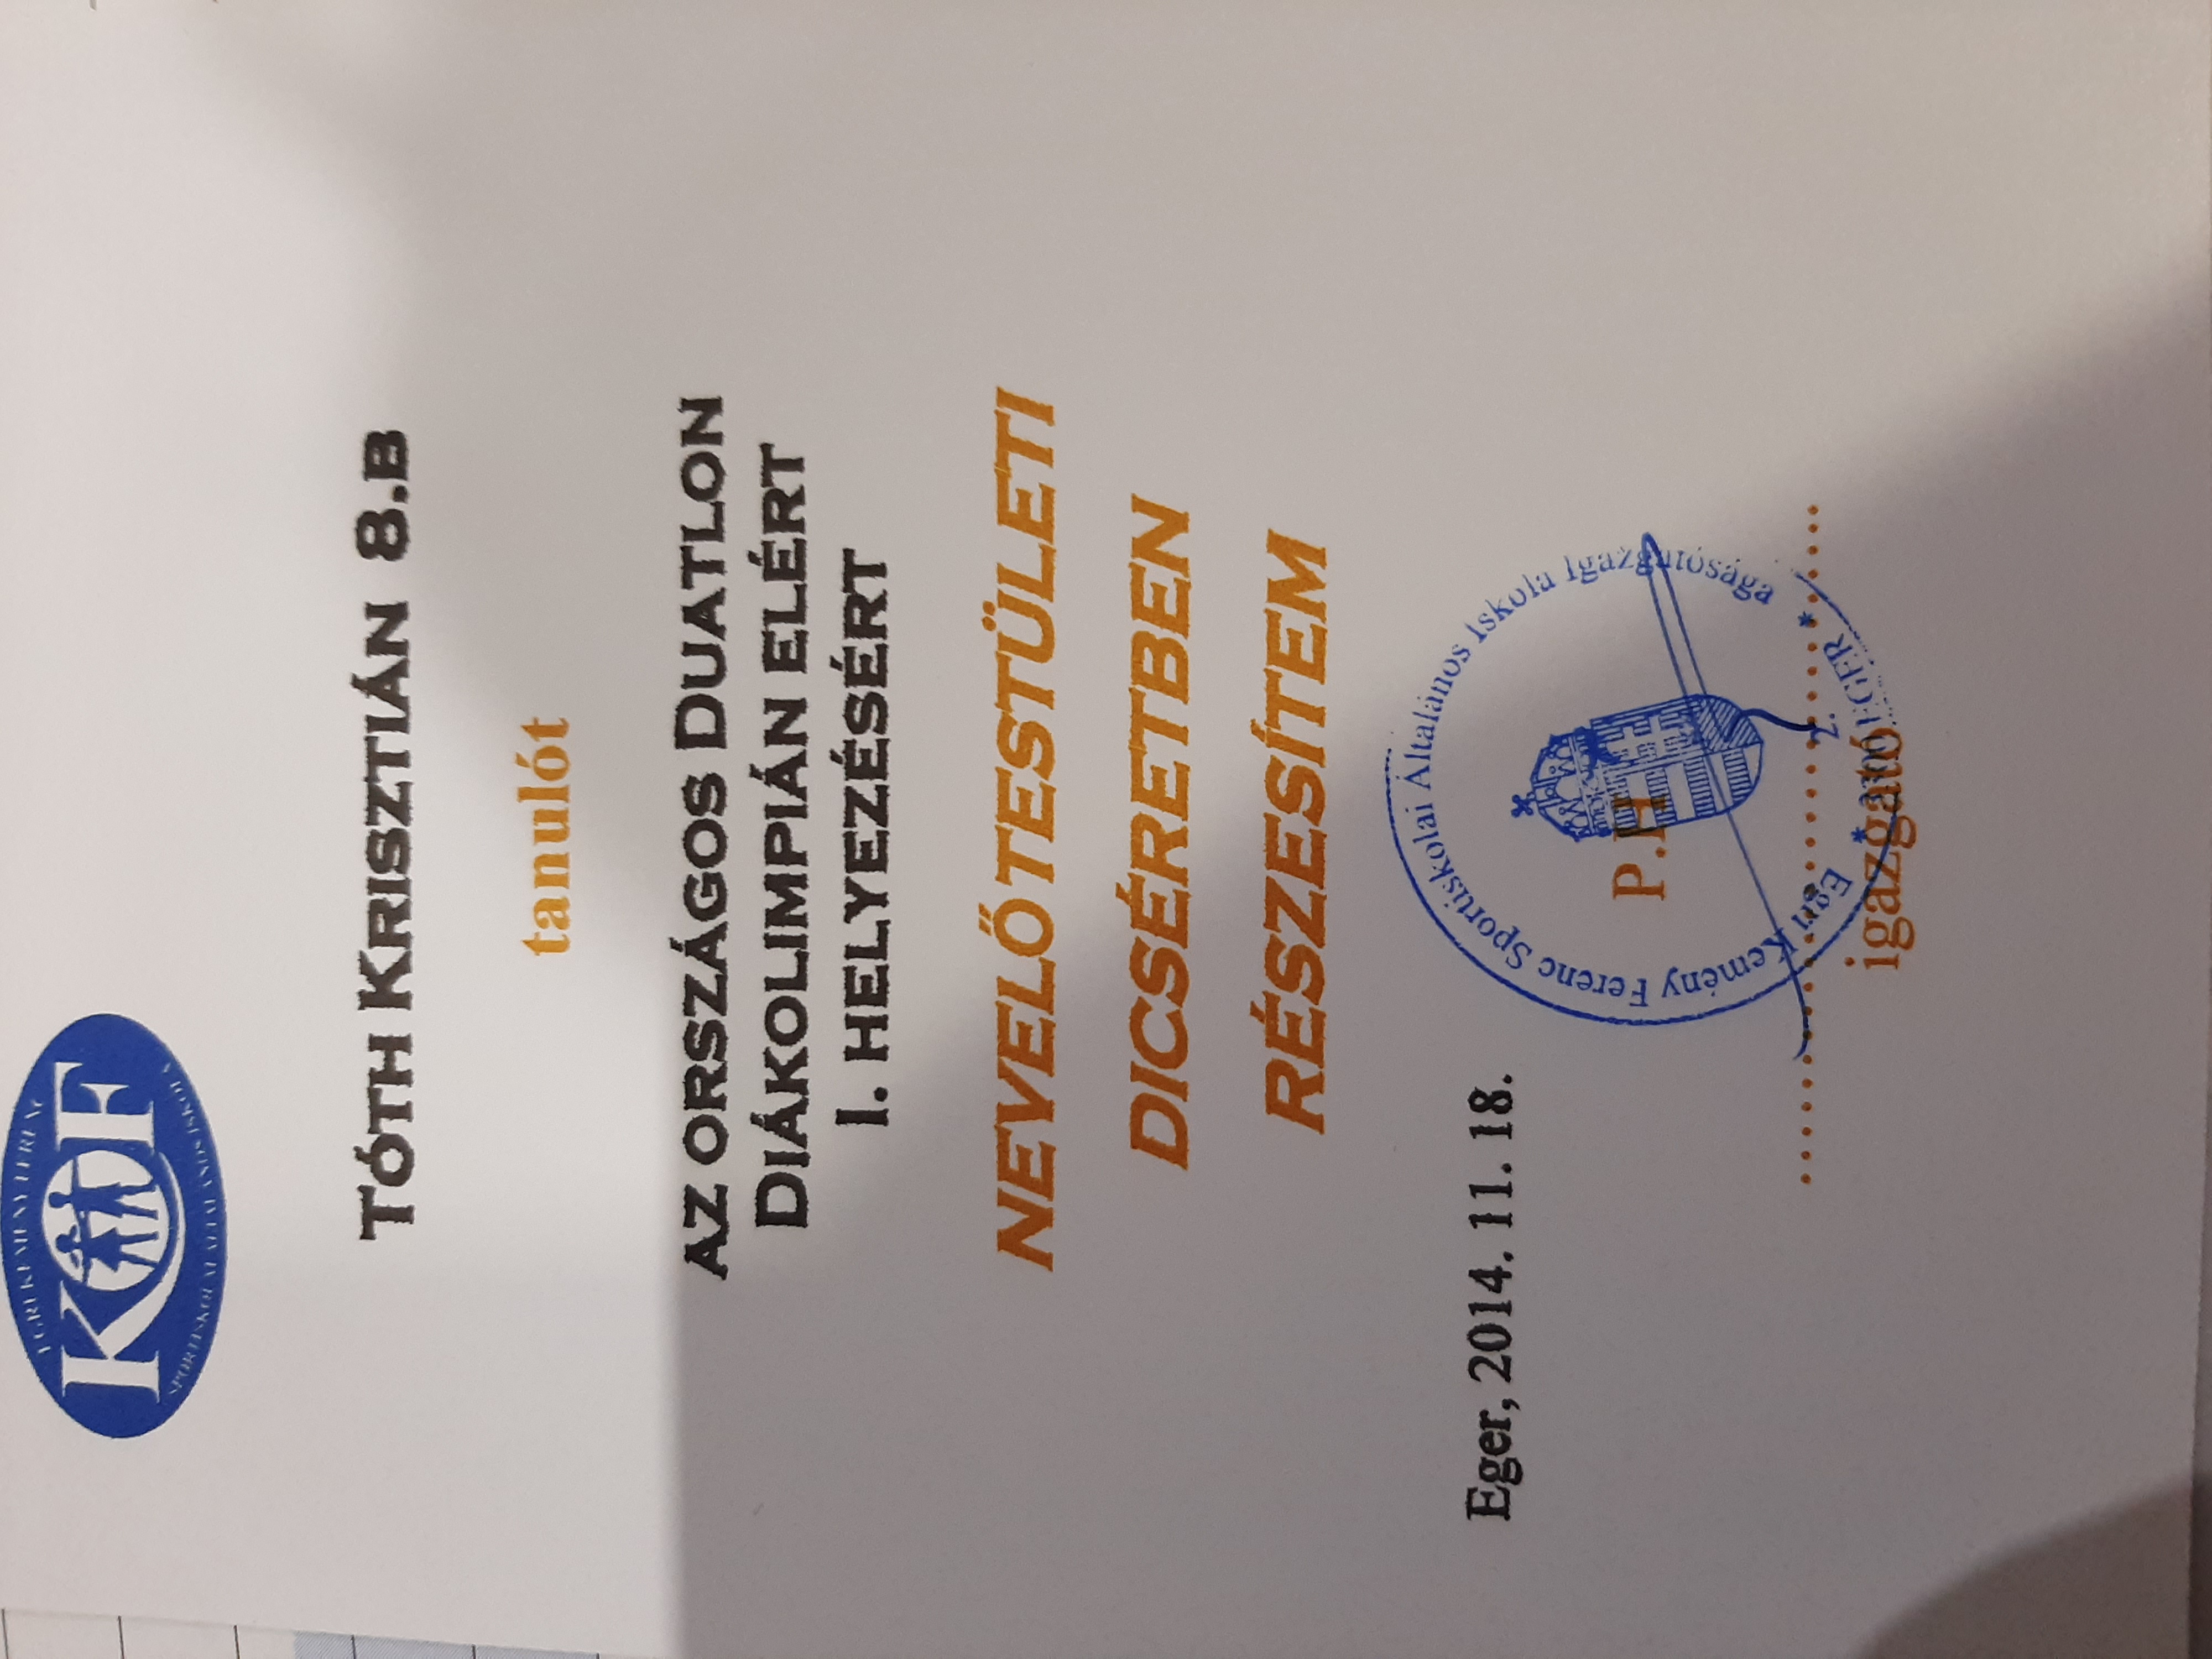 EGRI KEMÉNY FERENC
KF
SPORTISKOLAI ÁLTALÁNOS ISKOLA
TÓTH KRISZTIÁN 8.B
tanulót
AZ ORSZÁGOS DUATLON
DIÁKOLIMPIÁN ELÉRT
I. HELYEZÉSÉRT
NEVELŐTESTÜLETI
DICSÉRETBEN
RÉSZESÍTEM
Eger, 2014. 11. 18.
Egri Kemény Ferenc Sportiskolai Általános Iskola Igazgatósága
P.H
2.
* 3300 EGER *
igazgató